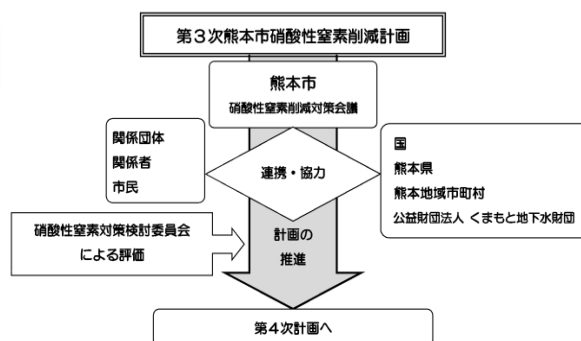 第３次熊本市硝酸性窒素削減計画
熊本市
硝酸性窒素削減対策会議
関係団体
関係者
市民
連携・協力
国
熊本県
熊本地域市町村
公益財団法人 くまもと地下水財団
硝酸性窒素対策検討委員会
による評価
計画の
推進
第４次計画へ